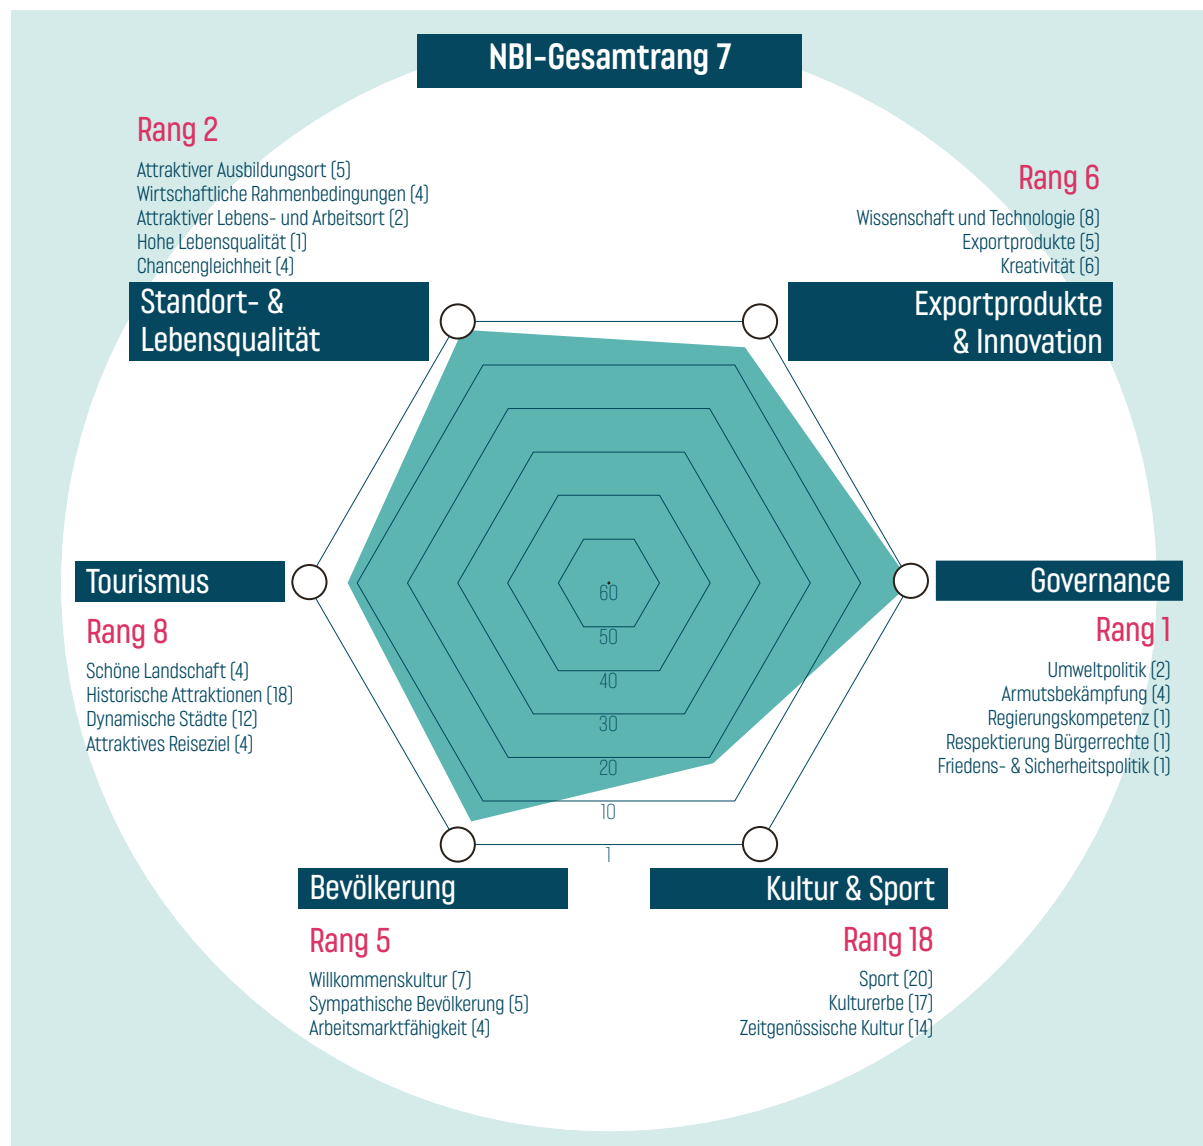 NBI-Gesamtrang 7
Rang 2
Attraktiver Ausbildungsort (5)
Wirtschaftliche Rahmenbedingungen (4)
Attraktiver Lebens- und Arbeitsort (2)
Hohe Lebensqualität (1)
Chancengleichheit (4)
Standort- &
Lebensqualität
Rang 6
Wissenschaft und Technologie (8)
Exportprodukte (5)
Kreativität (6)
Exportprodukte
& Innovation
Tourismus
Rang 8
Schöne Landschaft (4)
Historische Attraktionen (18)
Dynamische Städte (12)
Attraktives Reiseziel (4)
60
50
40
30
20
10
1
Governance
Rang 1
Umweltpolitik (2)
Armutsbekämpfung (4)
Regierungskompetenz (1)
Respektierung Bürgerrechte (1)
Friedens- & Sicherheitspolitik (1)
Bevölkerung
Rang 5
Willkommenskultur (7)
Sympathische Bevölkerung (5)
Arbeitsmarktfähigkeit (4)
Kultur & Sport
Rang 18
Sport (20)
Kulturerbe (17)
Zeitgenössische Kultur (14)